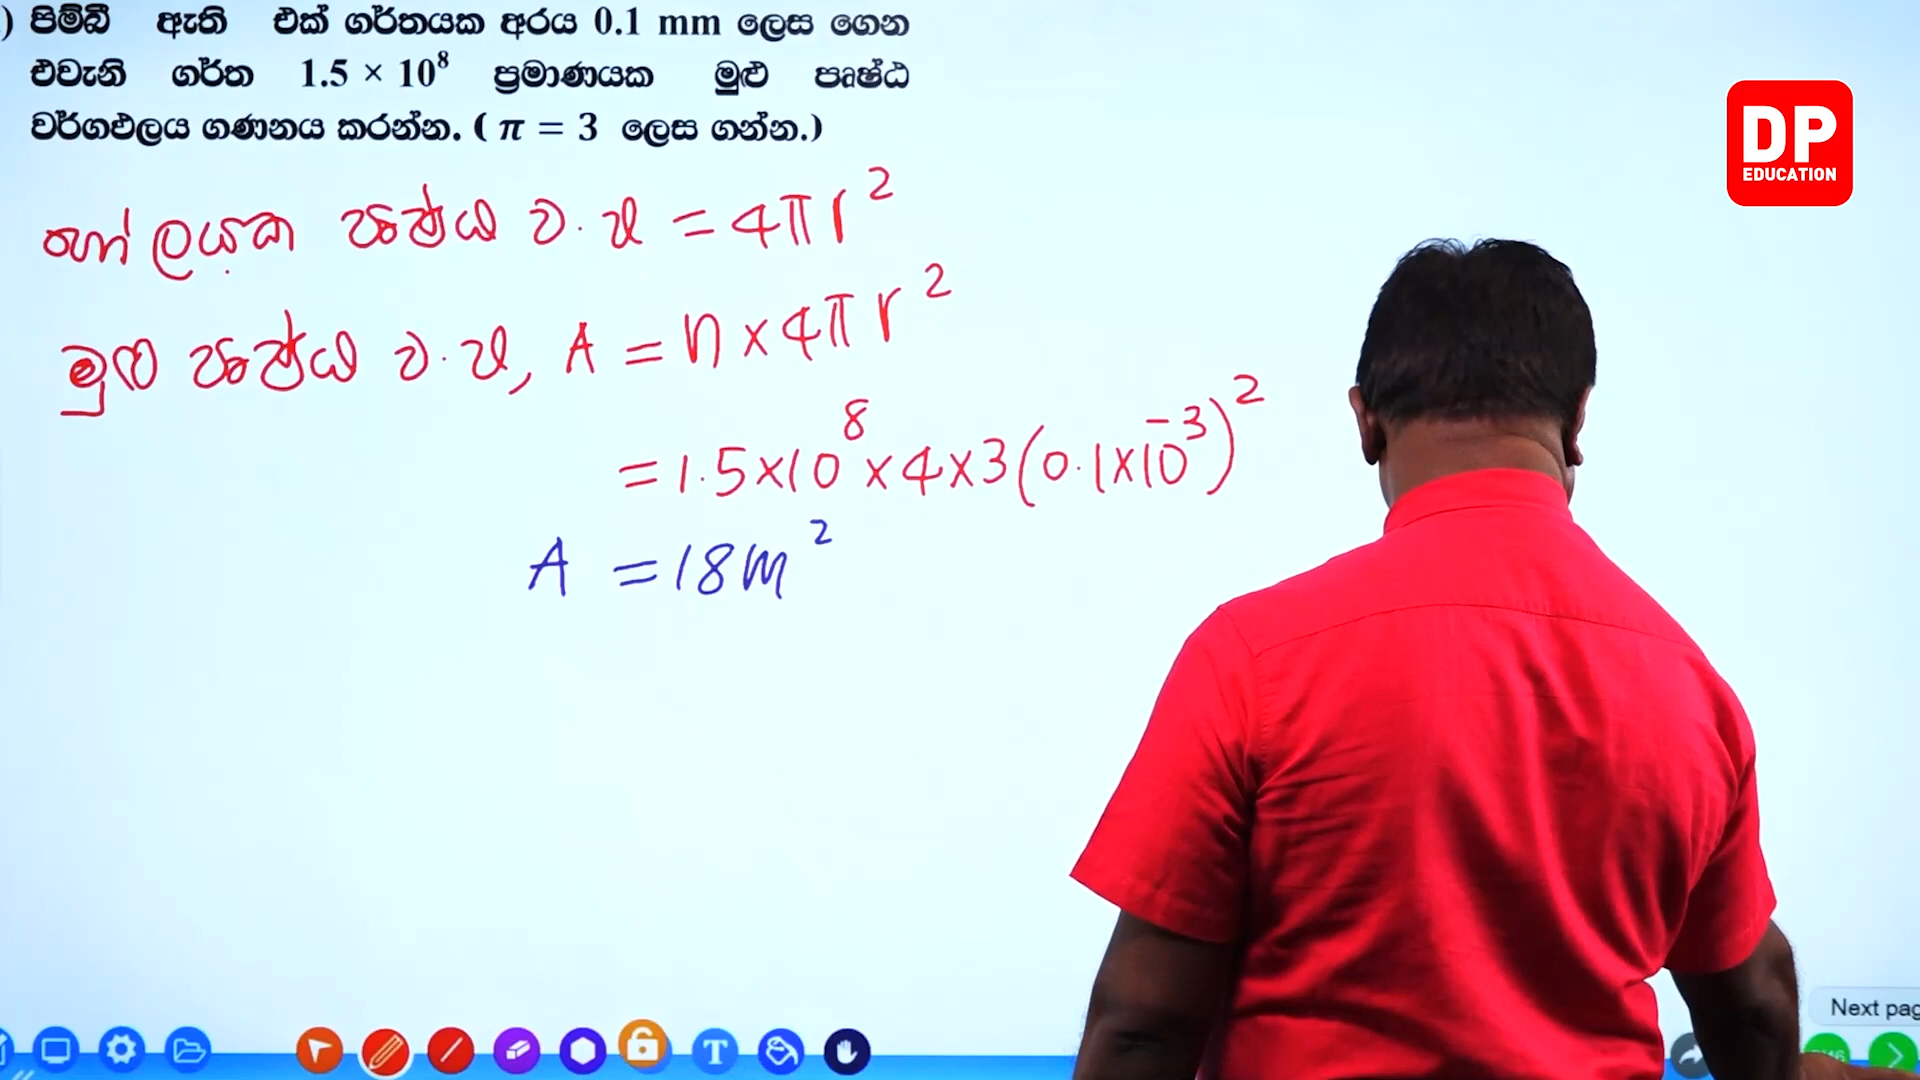 ) පිම්බී ඇති එක් ගර්තයක අරය 0.1 mm ලෙස ගෙන
එවැනි ගර්ත 1.5 × 10⁸ ප්‍රමාණයක මුළු පෘෂ්ඨ
වර්ගඵලය ගණනය කරන්න. ( π = 3 ලෙස ගන්න.)
DP
EDUCATION
පෘෂ්ඨ ව.ඵ = 4πr²
මුළු පෘෂ්ඨ ව.ඵ, A = n × 4πr²
= 1.5×10⁸ × 4 × 3(0.1×10⁻³)²
A = 18m²
T
Next pag